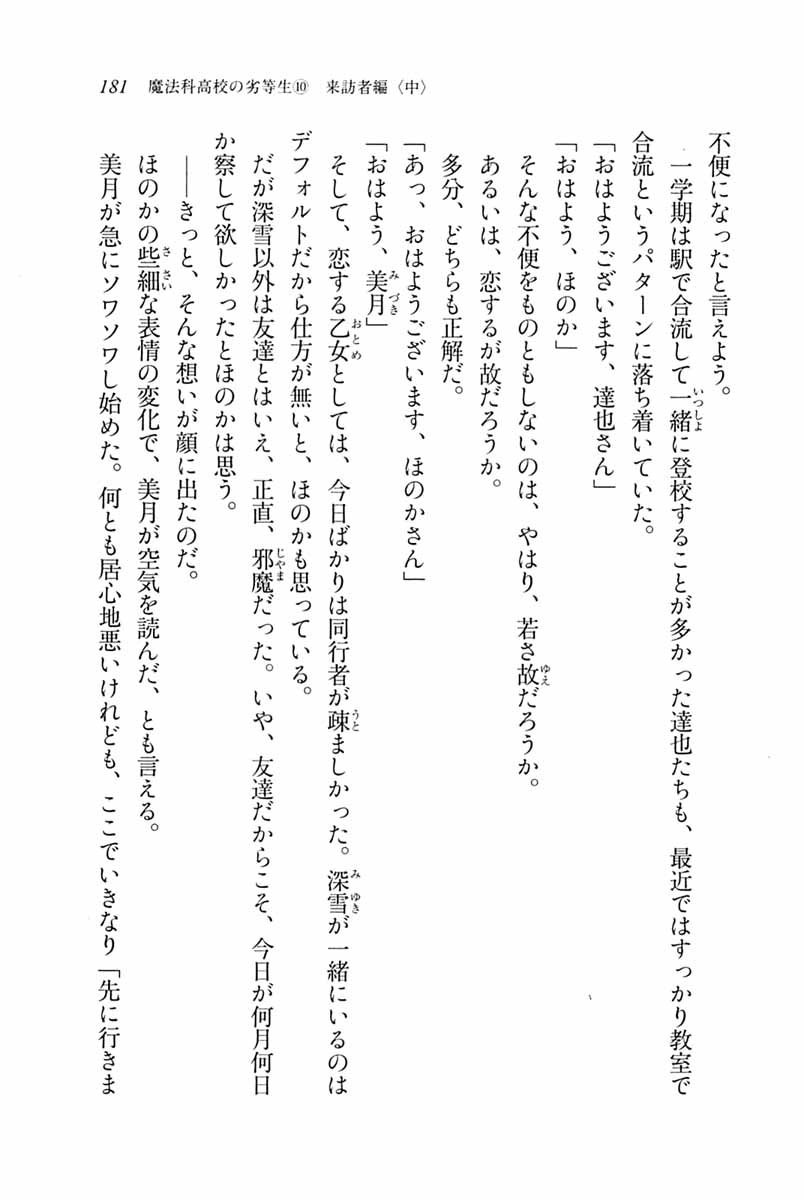 181 魔法科高校の劣等生⑩ 来訪者編〈中〉
不便になったと言えよう。
一学期は駅で合流して一緒に登校することが多かった達也たちも、最近ではすっかり教室で
合流というパターンに落ち着いていた。
「おはようございます、達也さん」
「おはよう、ほのか」
そんな不便をものともしないのは、やはり、若さ故だろうか。
あるいは、恋するが故だろうか。
多分、どちらも正解だ。
「あっ、おはようございます、ほのかさん」
「おはよう、美月」
そして、恋する乙女としては、今日ばかりは同行者が疎ましかった。深雪が一緒にいるのは
デフォルトだから仕方が無いと、ほのかも思っている。
だが深雪以外は友達とはいえ、正直、邪魔だった。いや、友達だからこそ、今日が何月何日
か察して欲しかったとほのかは思う。
――きっと、そんな想いが顔に出たのだ。
ほのかの些細な表情の変化で、美月が空気を読んだ、とも言える。
美月が急にソワソワし始めた。何とも居心地悪いけれども、ここでいきなり「先に行きま